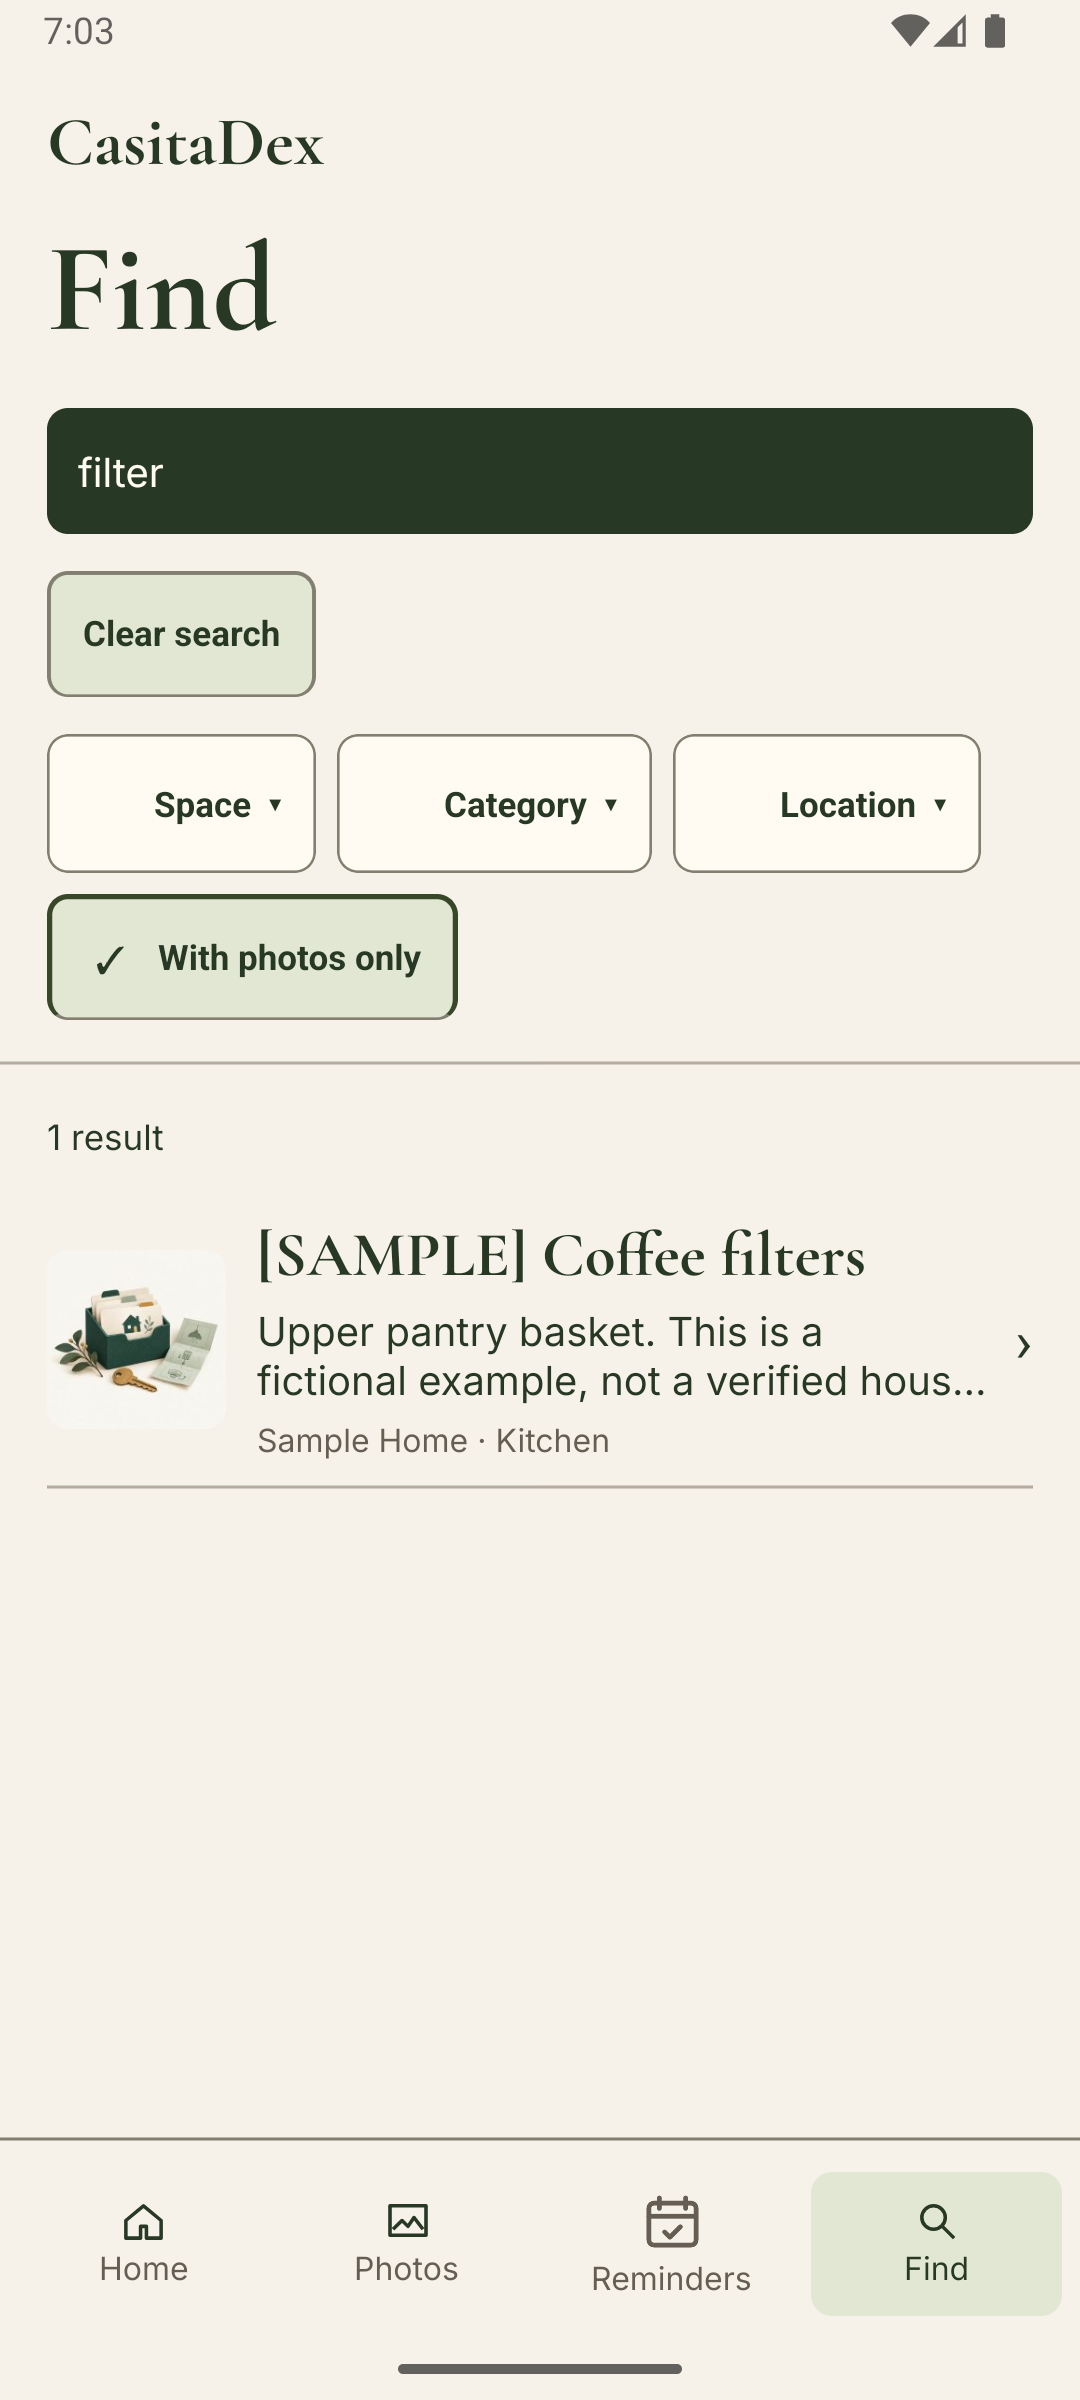 7:03
CasitaDex
Find
filter
Clear search
Space ▼
Category ▼
Location ▼
✓ With photos only
1 result
[SAMPLE] Coffee filters
Upper pantry basket. This is a
fictional example, not a verified hous...
Sample Home · Kitchen
Home
Photos
Reminders
Find